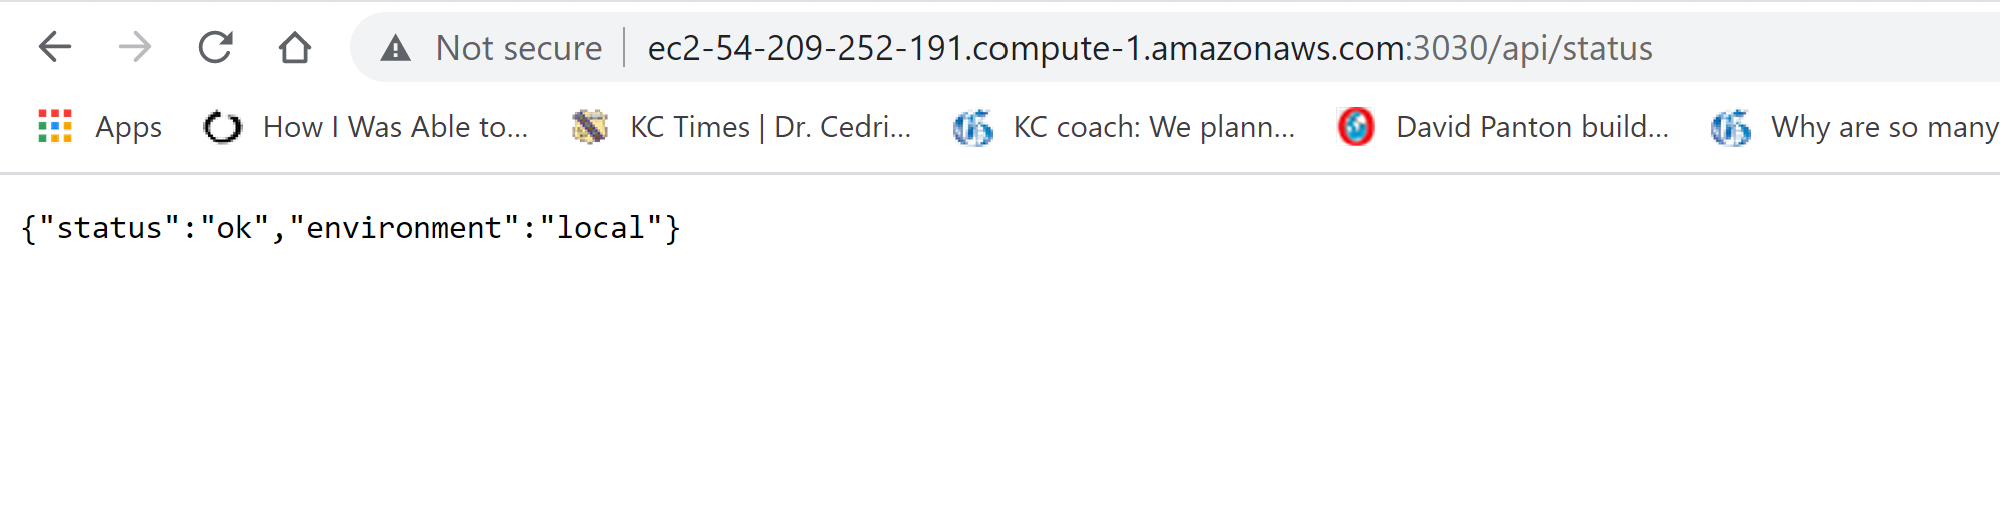 Not secure | ec2-54-209-252-191.compute-1.amazonaws.com:3030/api/status
Apps How I Was Able to... KC Times | Dr. Cedri... KC coach: We plann... David Panton build... Why are so many
{"status":"ok","environment":"local"}